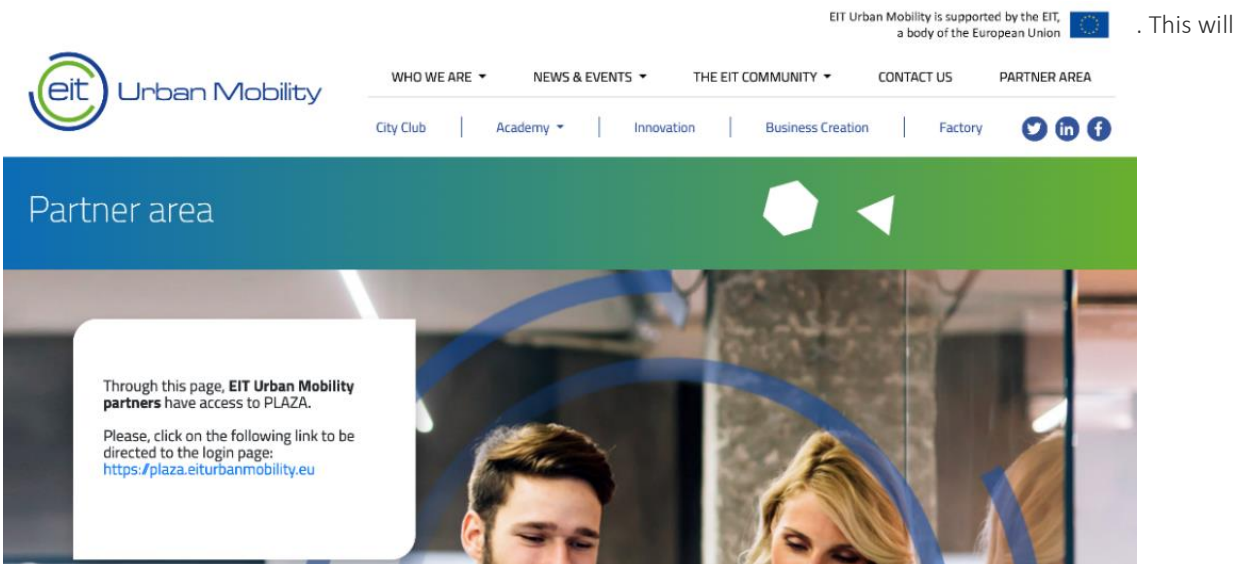 EIT Urban Mobility is supported by the EIT,
a body of the European Union
. This will
eit Urban Mobility
WHO WE ARE NEWS & EVENTS THE EIT COMMUNITY CONTACT US PARTNER AREA
City Club | Academy | Innovation | Business Creation | Factory
Partner area
Through this page, EIT Urban Mobility
partners have access to PLAZA.
Please, click on the following link to be
directed to the login page:
https://plaza.eiturbanmobility.eu